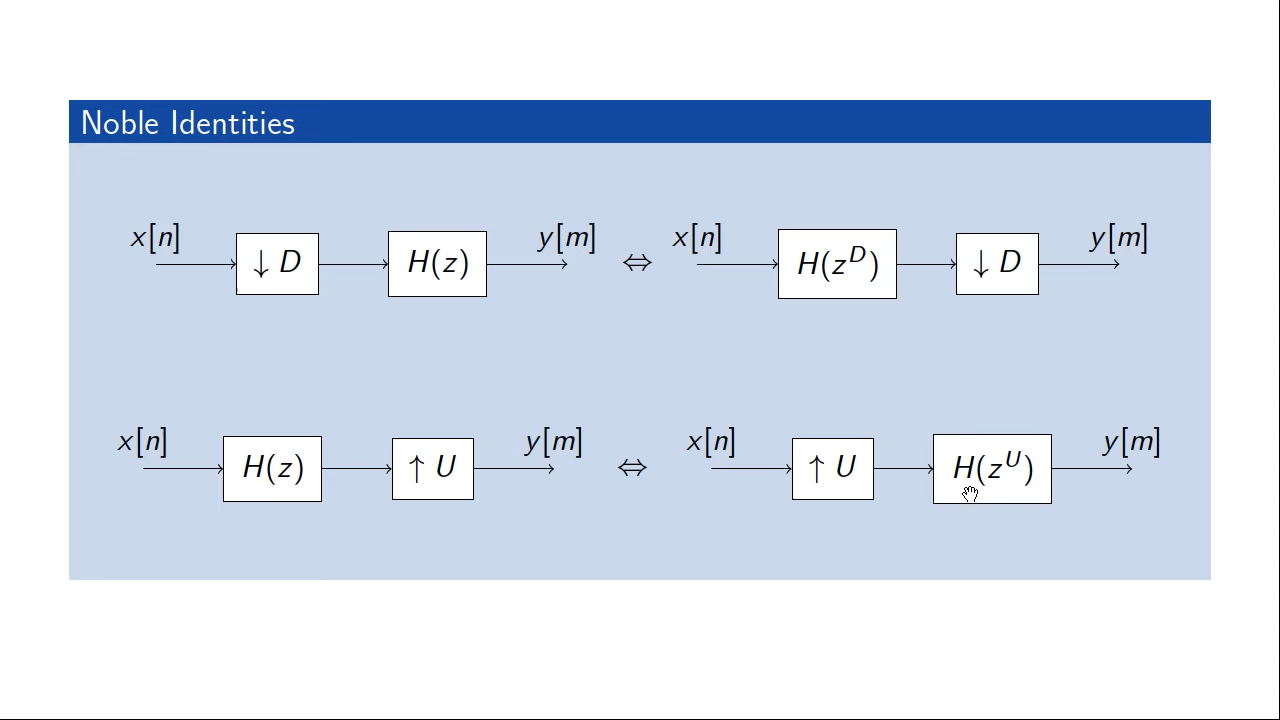 Noble Identities
x[n] ↓ D H(z) y[m] ⇔ x[n] H(z^D) ↓ D y[m]
x[n] H(z) ↑ U y[m] ⇔ x[n] ↑ U H(z^U) y[m]